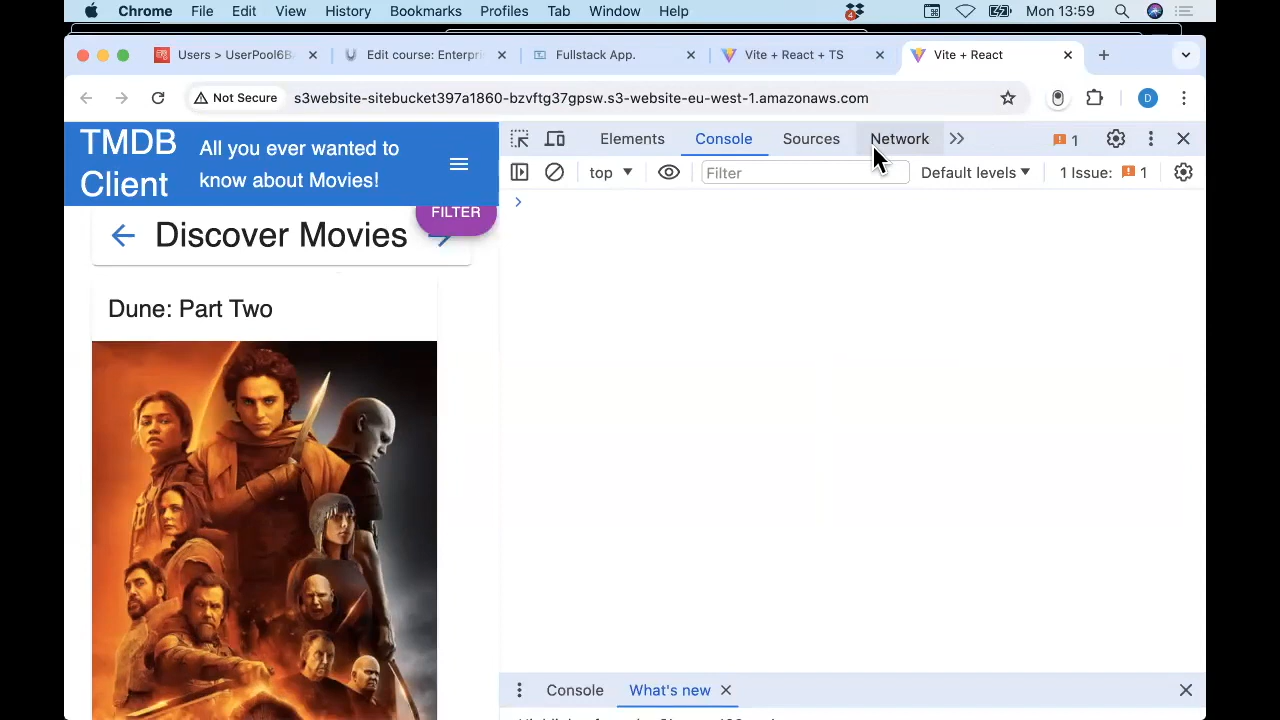 Chrome File Edit View History Bookmarks Profiles Tab Window Help 4 Mon 13:59
Users > UserPool6B Edit course: Enterpri Fullstack App. Vite + React + TS Vite + React
Not Secure s3website-sitebucket397a1860-bzvftg37gpsw.s3-website-eu-west-1.amazonaws.com D
TMDB Client
All you ever wanted to know about Movies!
FILTER
Discover Movies
Dune: Part Two
Elements Console Sources Network 1
top Filter Default levels 1 Issue: 1
Console What's new